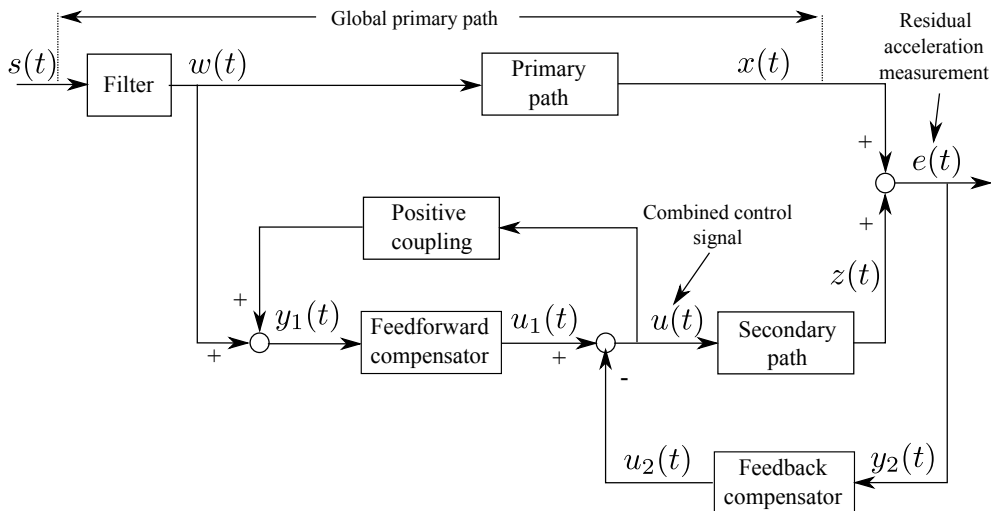 Global primary path
Residual
acceleration
measurement
s(t)
Filter
w(t)
Primary
path
x(t)
+
e(t)
+
Positive
coupling
Combined control
signal
z(t)
+
y₁(t)
+
Feedforward
compensator
u₁(t)
+
u(t)
Secondary
path
-
u₂(t)
Feedback
compensator
y₂(t)